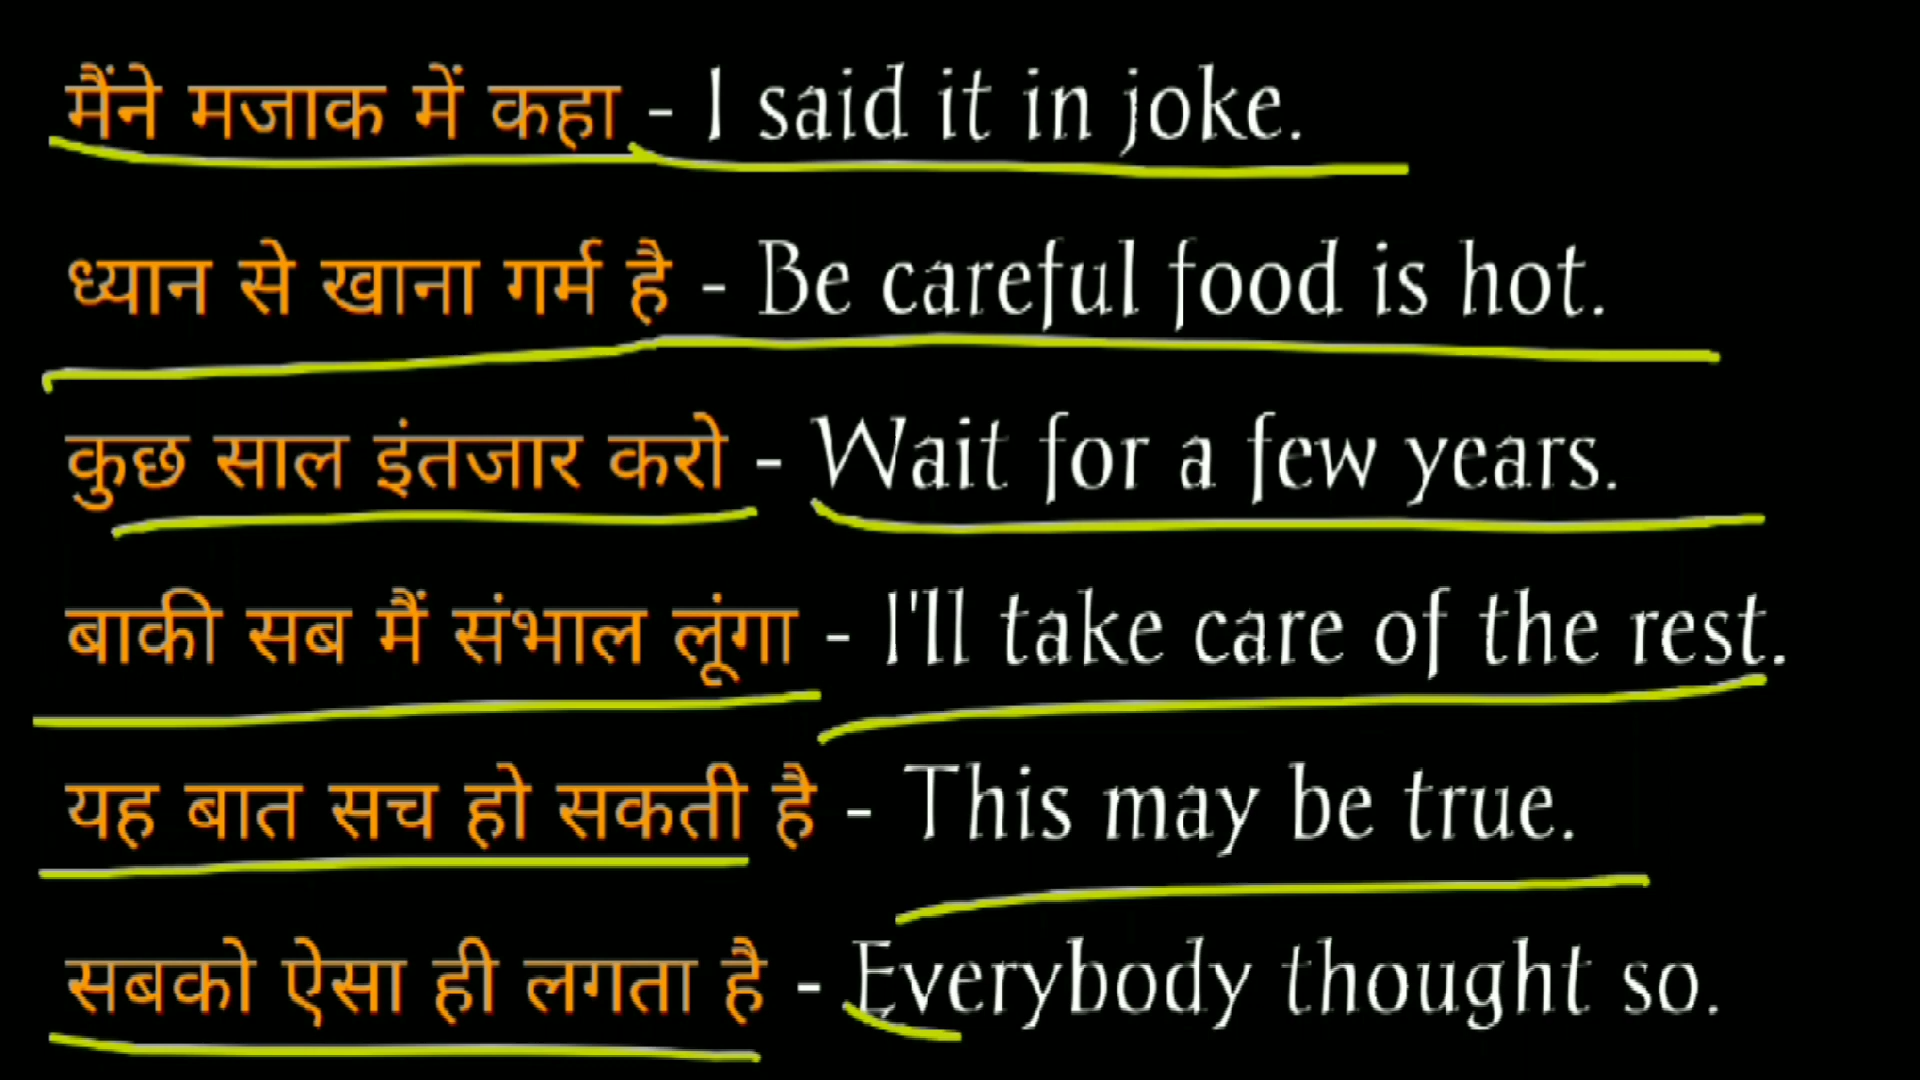 मैंने मजाक में कहा - I said it in joke.
ध्यान से खाना गर्म है - Be careful food is hot.
कुछ साल इंतजार करो - Wait for a few years.
बाकी सब मैं संभाल लूंगा - I'll take care of the rest.
यह बात सच हो सकती है - This may be true.
सबको ऐसा ही लगता है - Everybody thought so.